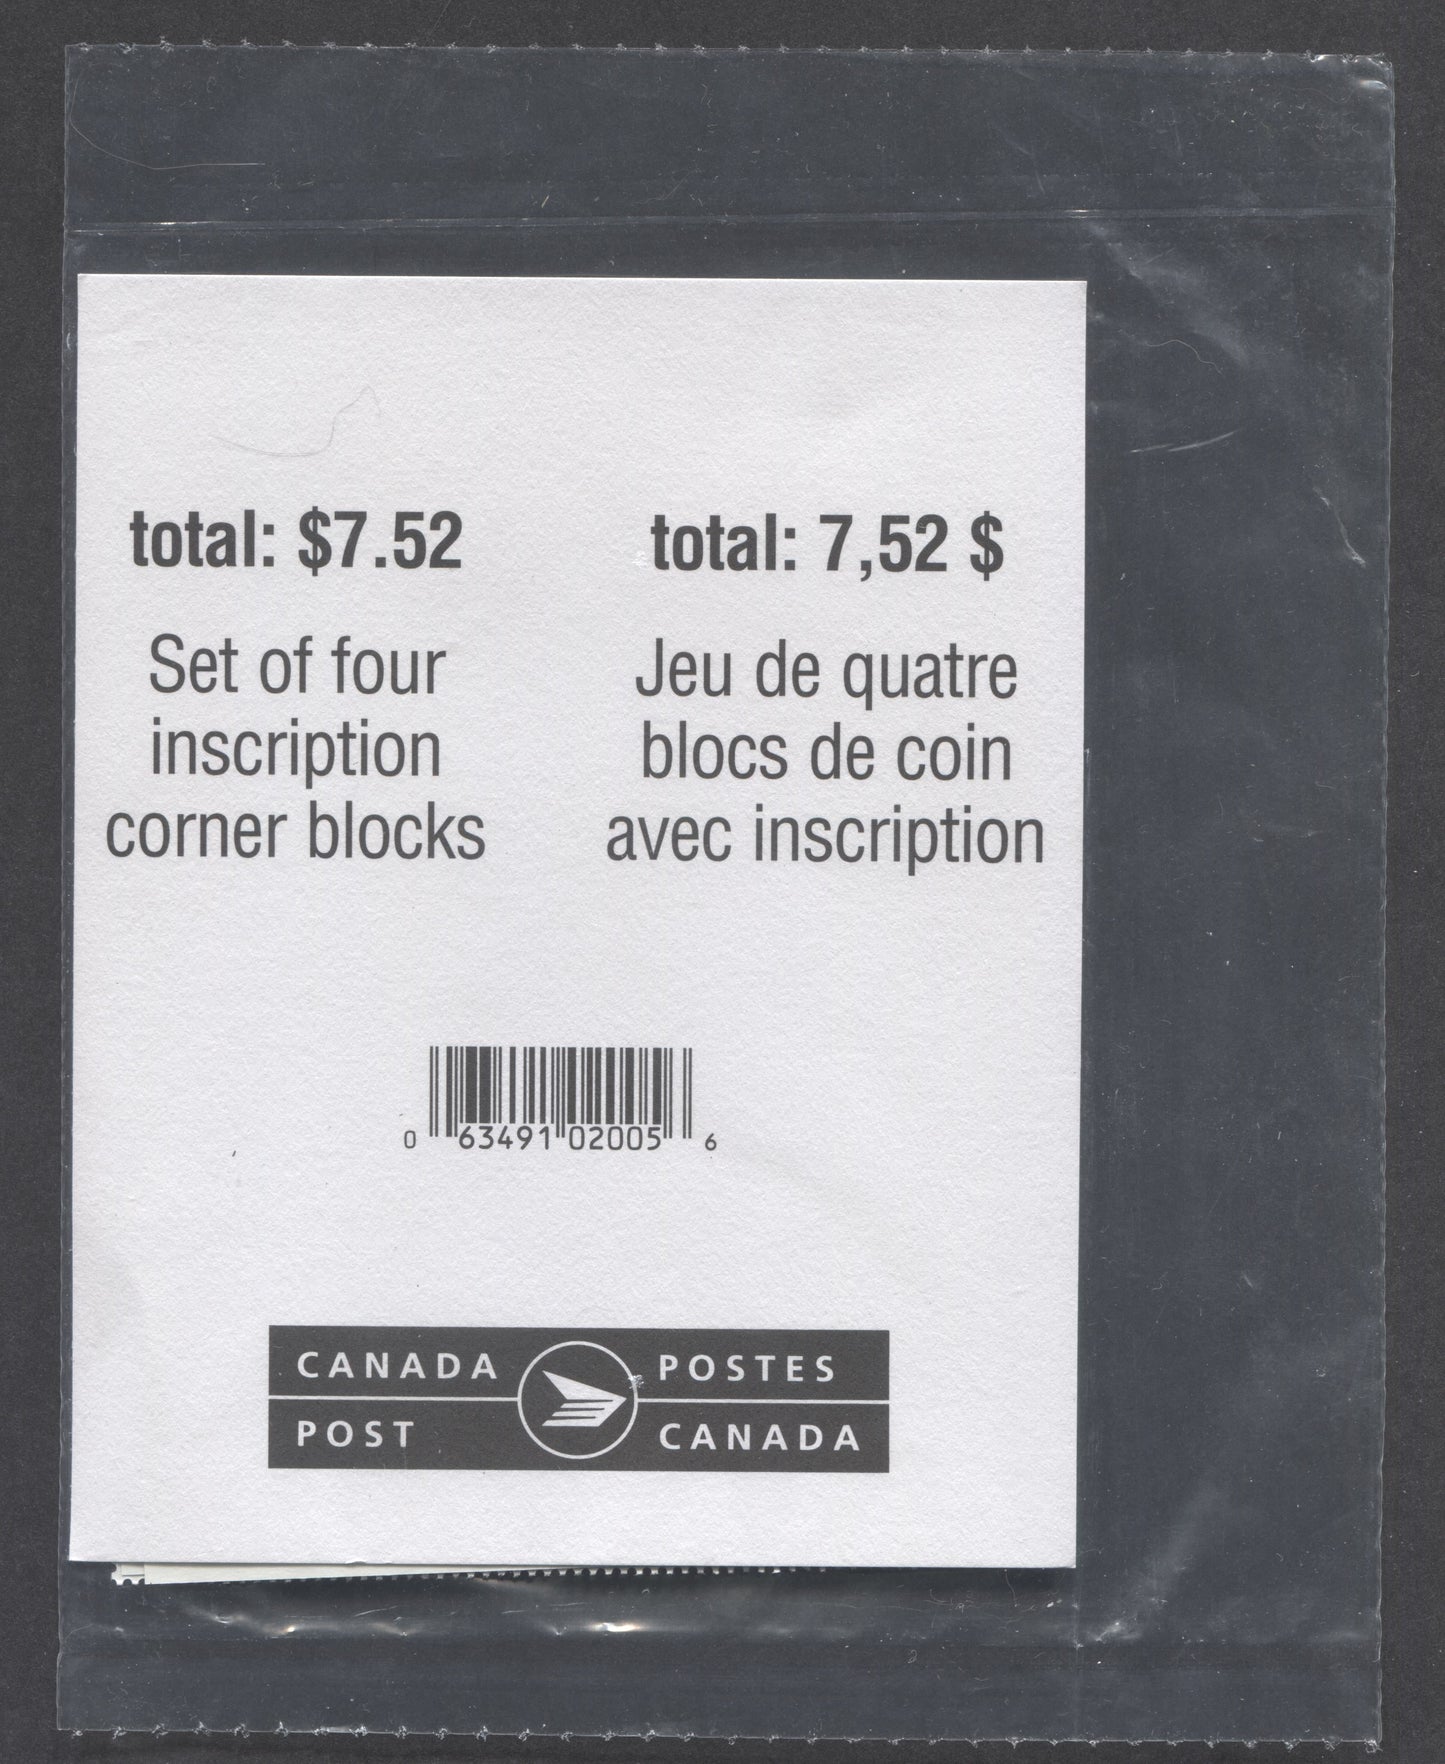 total: $7.52
Set of four
inscription
corner blocks
total: 7,52 $
Jeu de quatre
blocs de coin
avec inscription
0 63491 02005 6
CANADA POST
POSTES CANADA